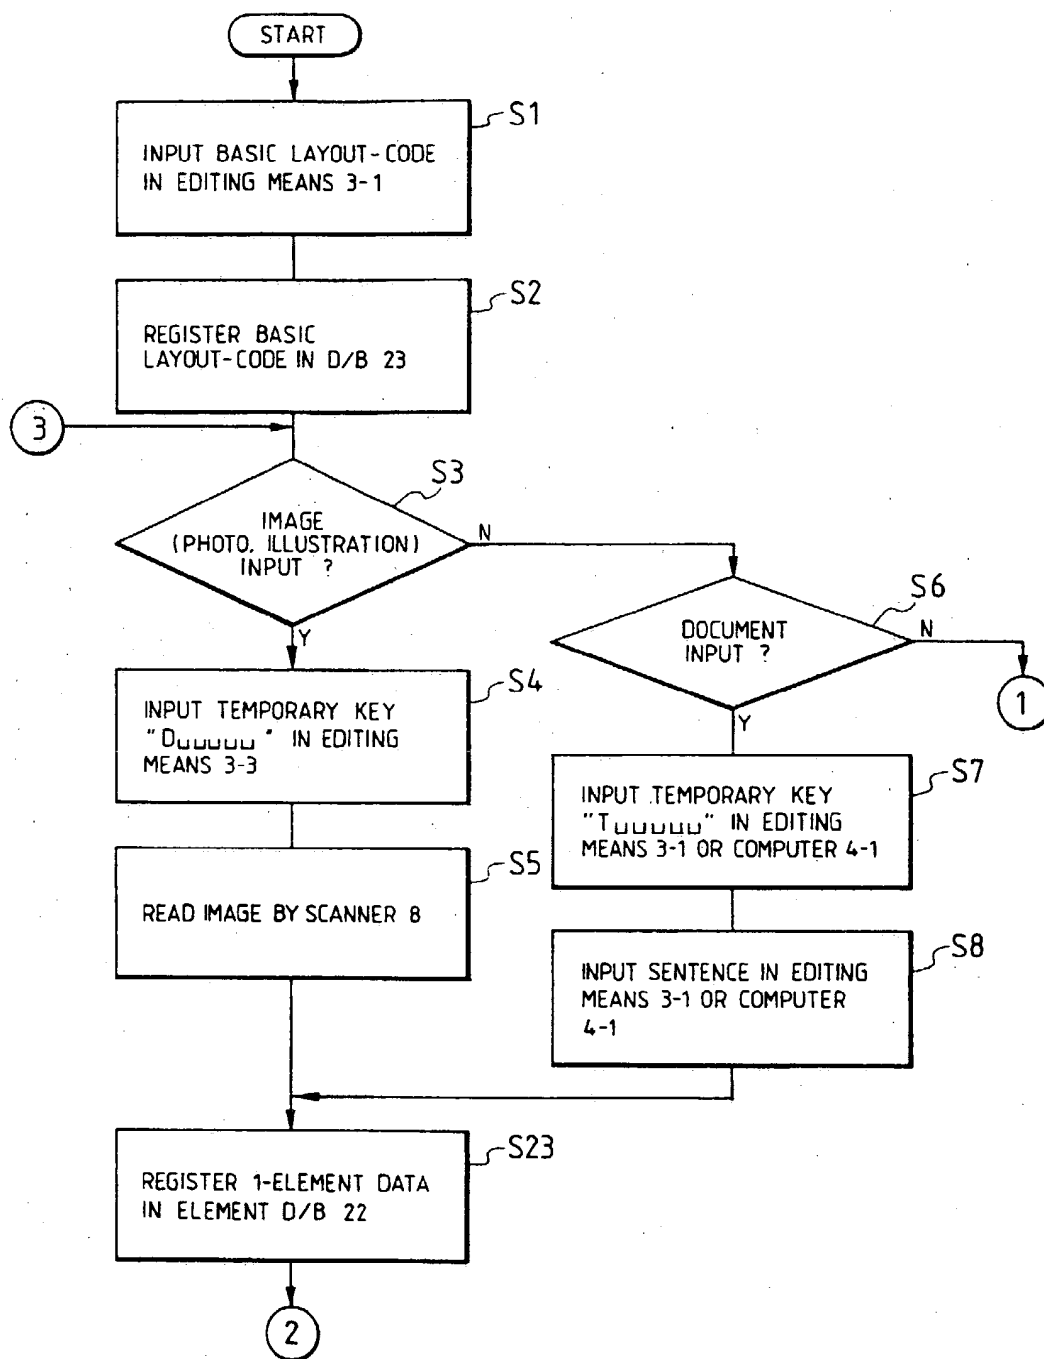 START
S1
INPUT BASIC LAYOUT-CODE
IN EDITING MEANS 3-1
S2
REGISTER BASIC
LAYOUT-CODE IN D/B 23
3
S3
IMAGE
(PHOTO, ILLUSTRATION)
INPUT ?
N
Y
S6
DOCUMENT
INPUT ?
N
Y
1
S4
INPUT TEMPORARY KEY
"D␣␣␣␣␣" IN EDITING
MEANS 3-3
S7
INPUT TEMPORARY KEY
"T␣␣␣␣␣" IN EDITING
MEANS 3-1 OR COMPUTER 4-1
S5
READ IMAGE BY SCANNER 8
S8
INPUT SENTENCE IN EDITING
MEANS 3-1 OR COMPUTER
4-1
S23
REGISTER 1-ELEMENT DATA
IN ELEMENT D/B 22
2